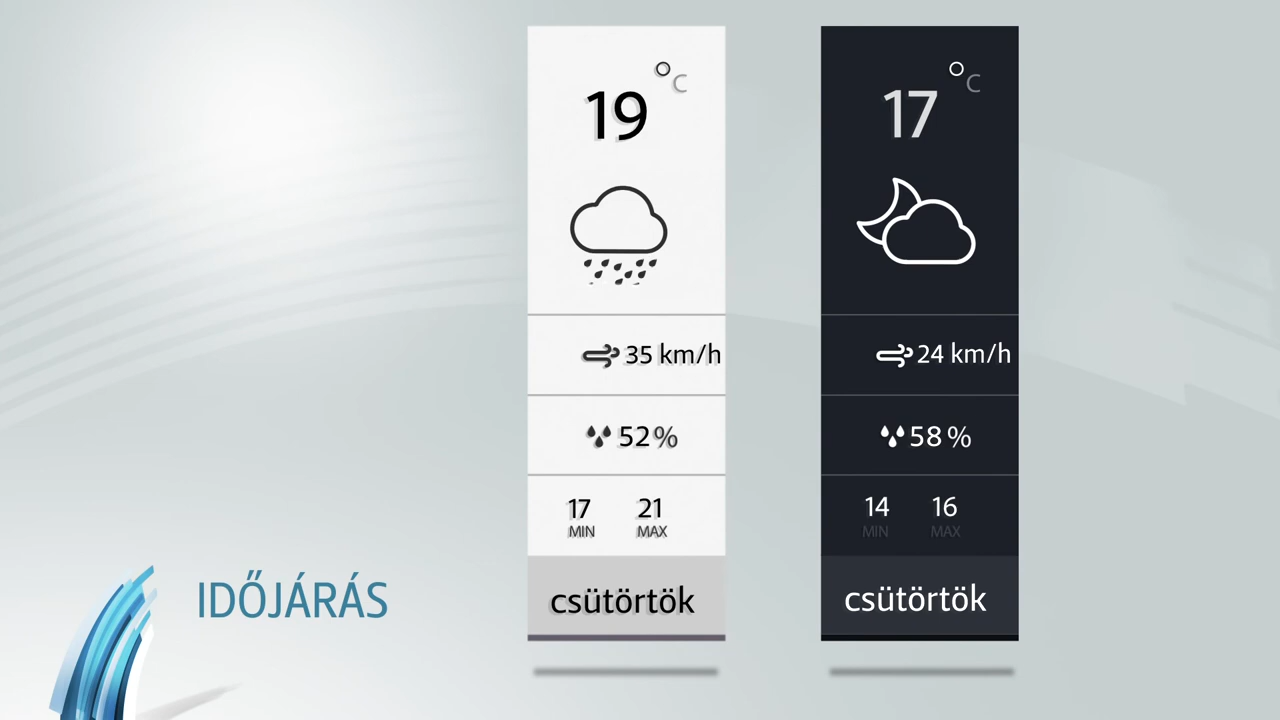 19 °C
35 km/h
52 %
17 21
MIN MAX
csütörtök
17 °C
24 km/h
58 %
14 16
MIN MAX
csütörtök
IDŐJÁRÁS